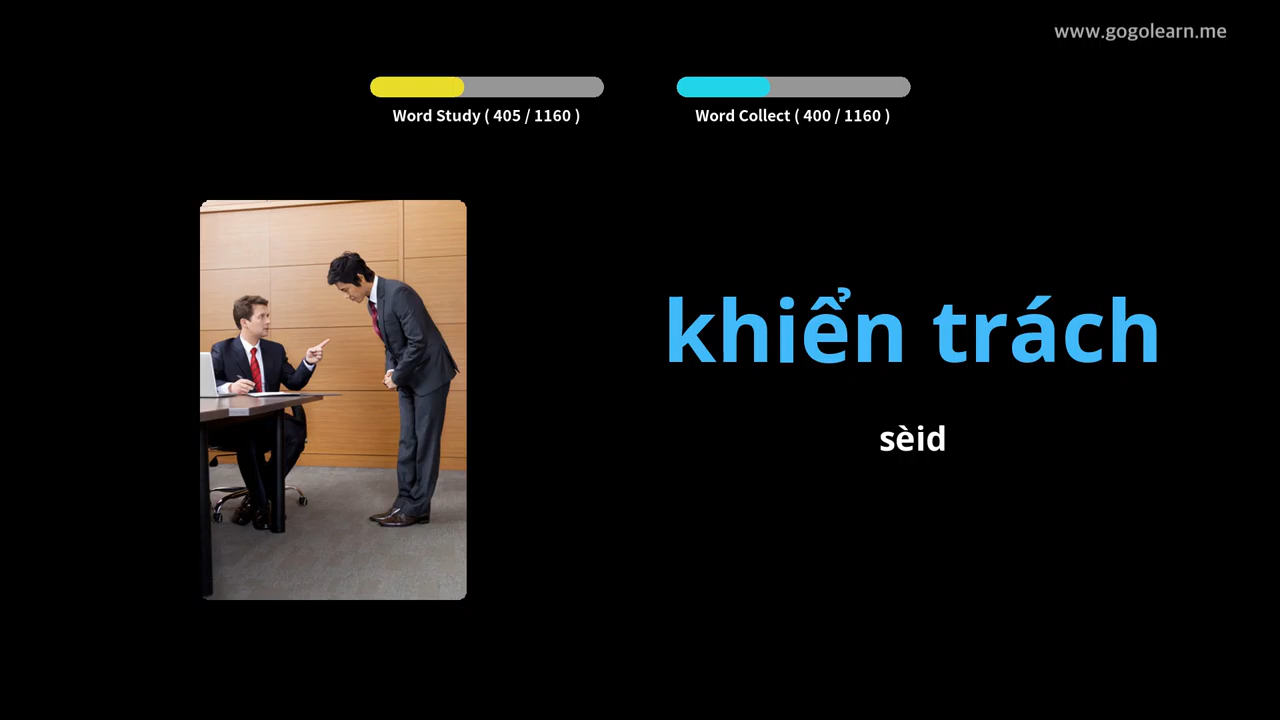 www.gogolearn.me
Word Study ( 405 / 1160 )
Word Collect ( 400 / 1160 )
khiển trách
sèid